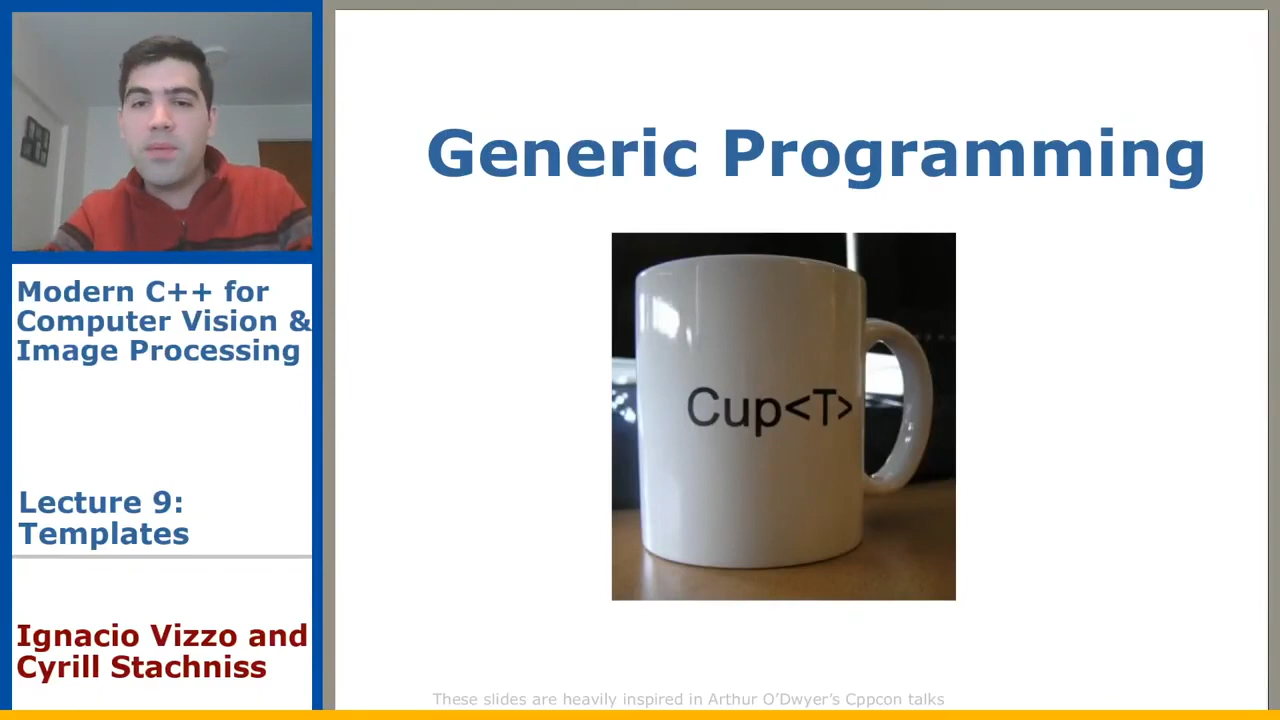 Modern C++ for
Computer Vision &
Image Processing
Lecture 9:
Templates
Ignacio Vizzo and
Cyrill Stachniss
Generic Programming
Cup<T>
These slides are heavily inspired in Arthur O’Dwyer’s Cppcon talks